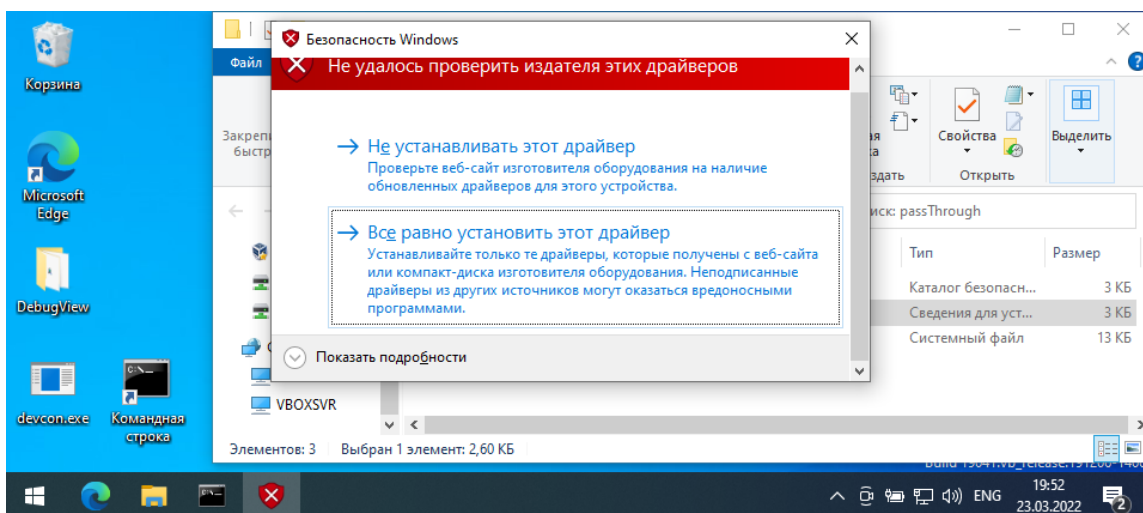 Корзина
Microsoft
Edge
DebugView
devcon.exe
Командная
строка
Файл
Безопасность Windows
Не удалось проверить издателя этих драйверов
Не устанавливать этот драйвер
Проверьте веб-сайт изготовителя оборудования на наличие
обновленных драйверов для этого устройства.
Все равно установить этот драйвер
Устанавливайте только те драйверы, которые получены с веб-сайта
или компакт-диска изготовителя оборудования. Неподписанные
драйверы из других источников могут оказаться вредоносными
программами.
Показать подробности
Свойства
Выделить
Открыть
passThrough
Тип
Размер
Каталог безопасн...
3 КБ
Сведения для уст...
3 КБ
Системный файл
13 КБ
VBOXSVR
Элементов: 3
Выбран 1 элемент: 2,60 КБ
ENG
19:52
23.03.2022
2